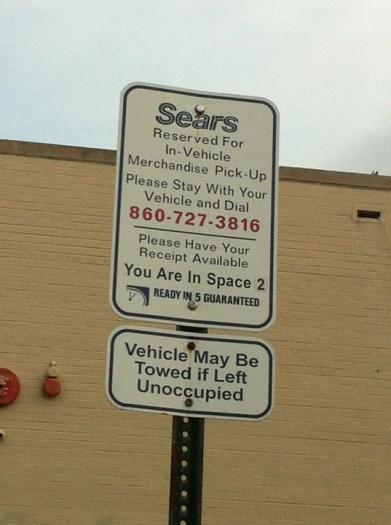 Sears
Reserved For
In-Vehicle
Merchandise Pick-Up
Please Stay With Your
Vehicle and Dial
860-727-3816
Please Have Your
Receipt Available
You Are In Space 2
READY IN 5 GUARANTEED
Vehicle May Be
Towed if Left
Unoccupied